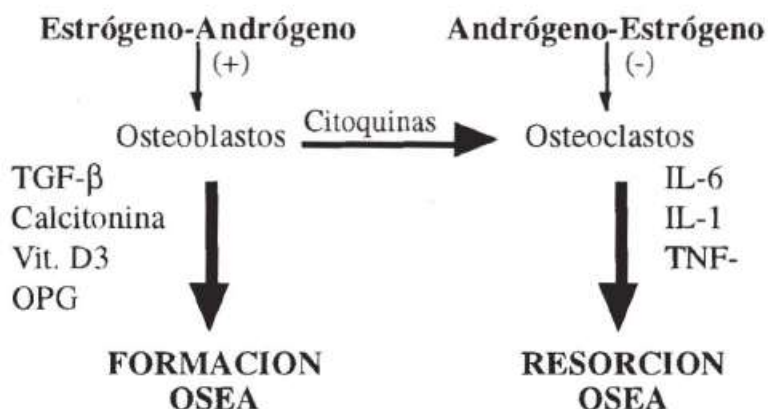 Estrógeno-Andrógeno
(+)
Osteoblastos
Citoquinas
TGF-β
Calcitonina
Vit. D3
OPG
FORMACION
OSEA
Andrógeno-Estrógeno
(-)
Osteoclastos
IL-6
IL-1
TNF-
RESORCION
OSEA